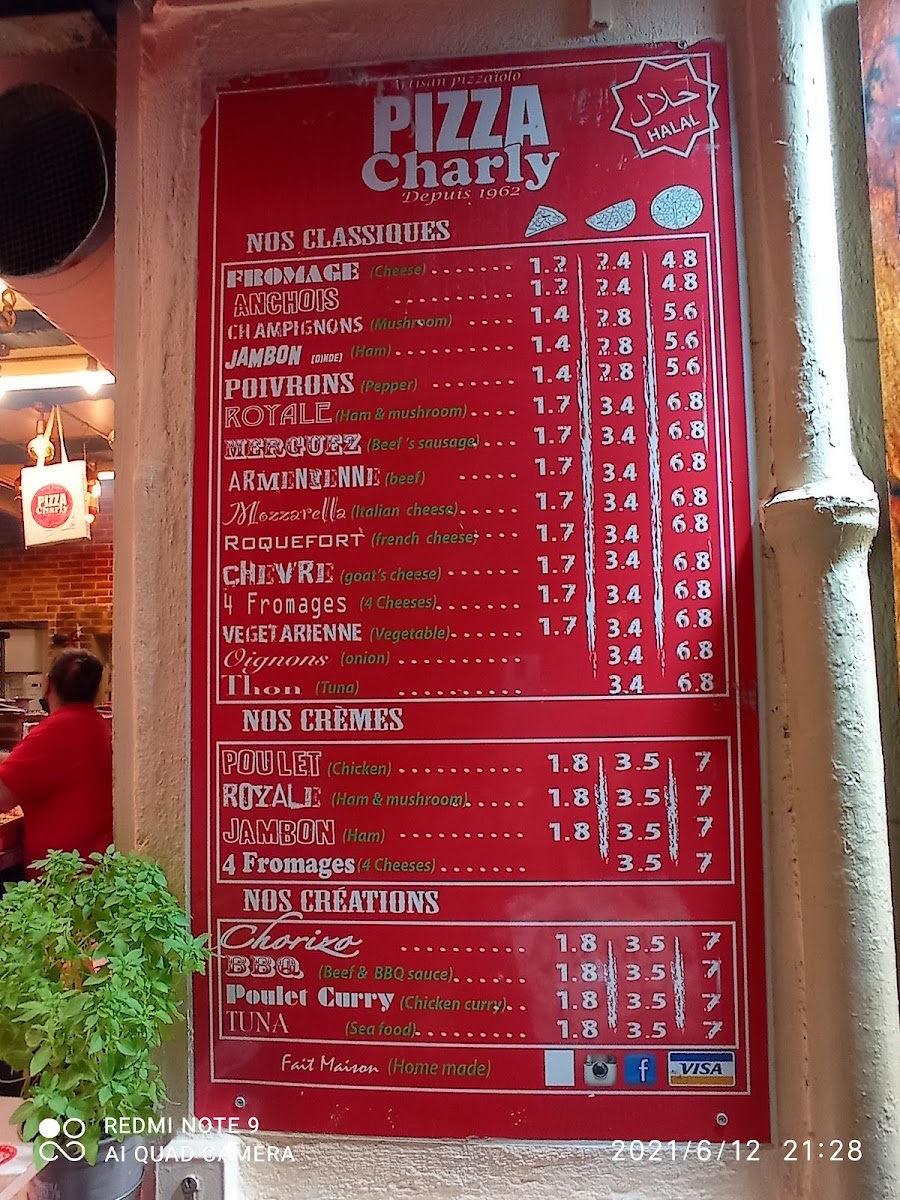 Artisan pizzaiolo
PIZZA
Charly
Depuis 1962
حلال
HALAL
NOS CLASSIQUES
FROMAGE (Cheese) ....... 1.2 2.4 4.8
ANCHOIS .......... 1.2 2.4 4.8
CHAMPIGNONS (Mushroom) .... 1.4 2.8 5.6
JAMBON (DINDE) (Ham) .......... 1.4 2.8 5.6
POIVRONS (Pepper) ....... 1.4 2.8 5.6
ROYALE (Ham & mushroom) .... 1.7 3.4 6.8
MERGUEZ (Beef 's sausage) ... 1.7 3.4 6.8
ARMENIENNE (beef) ..... 1.7 3.4 6.8
Mozzarella (Italian cheese) ..... 1.7 3.4 6.8
ROQUEFORT (french cheese) ... 1.7 3.4 6.8
CHEVRE (goat's cheese) ...... 1.7 3.4 6.8
4 Fromages (4 Cheeses) ....... 1.7 3.4 6.8
VEGETARIENNE (Vegetable) ...... 1.7 3.4 6.8
Oignons (onion) .......... 3.4 6.8
Thon (Tuna) .......... 3.4 6.8
NOS CRÈMES
POULET (Chicken) .......... 1.8 3.5 7
ROYALE (Ham & mushroom) ..... 1.8 3.5 7
JAMBON (Ham) .......... 1.8 3.5 7
4 Fromages (4 Cheeses) ....... 3.5 7
NOS CRÉATIONS
Chorizo .......... 1.8 3.5 7
BBQ (Beef & BBQ sauce) ...... 1.8 3.5 7
Poulet Curry (Chicken curry) .. 1.8 3.5 7
TUNA (Sea food) ......... 1.8 3.5 7
Fait Maison (Home made) f VISA
PIZZA
Charly
REDMI NOTE 9
AI QUAD CAMERA
2021/6/12 21:28